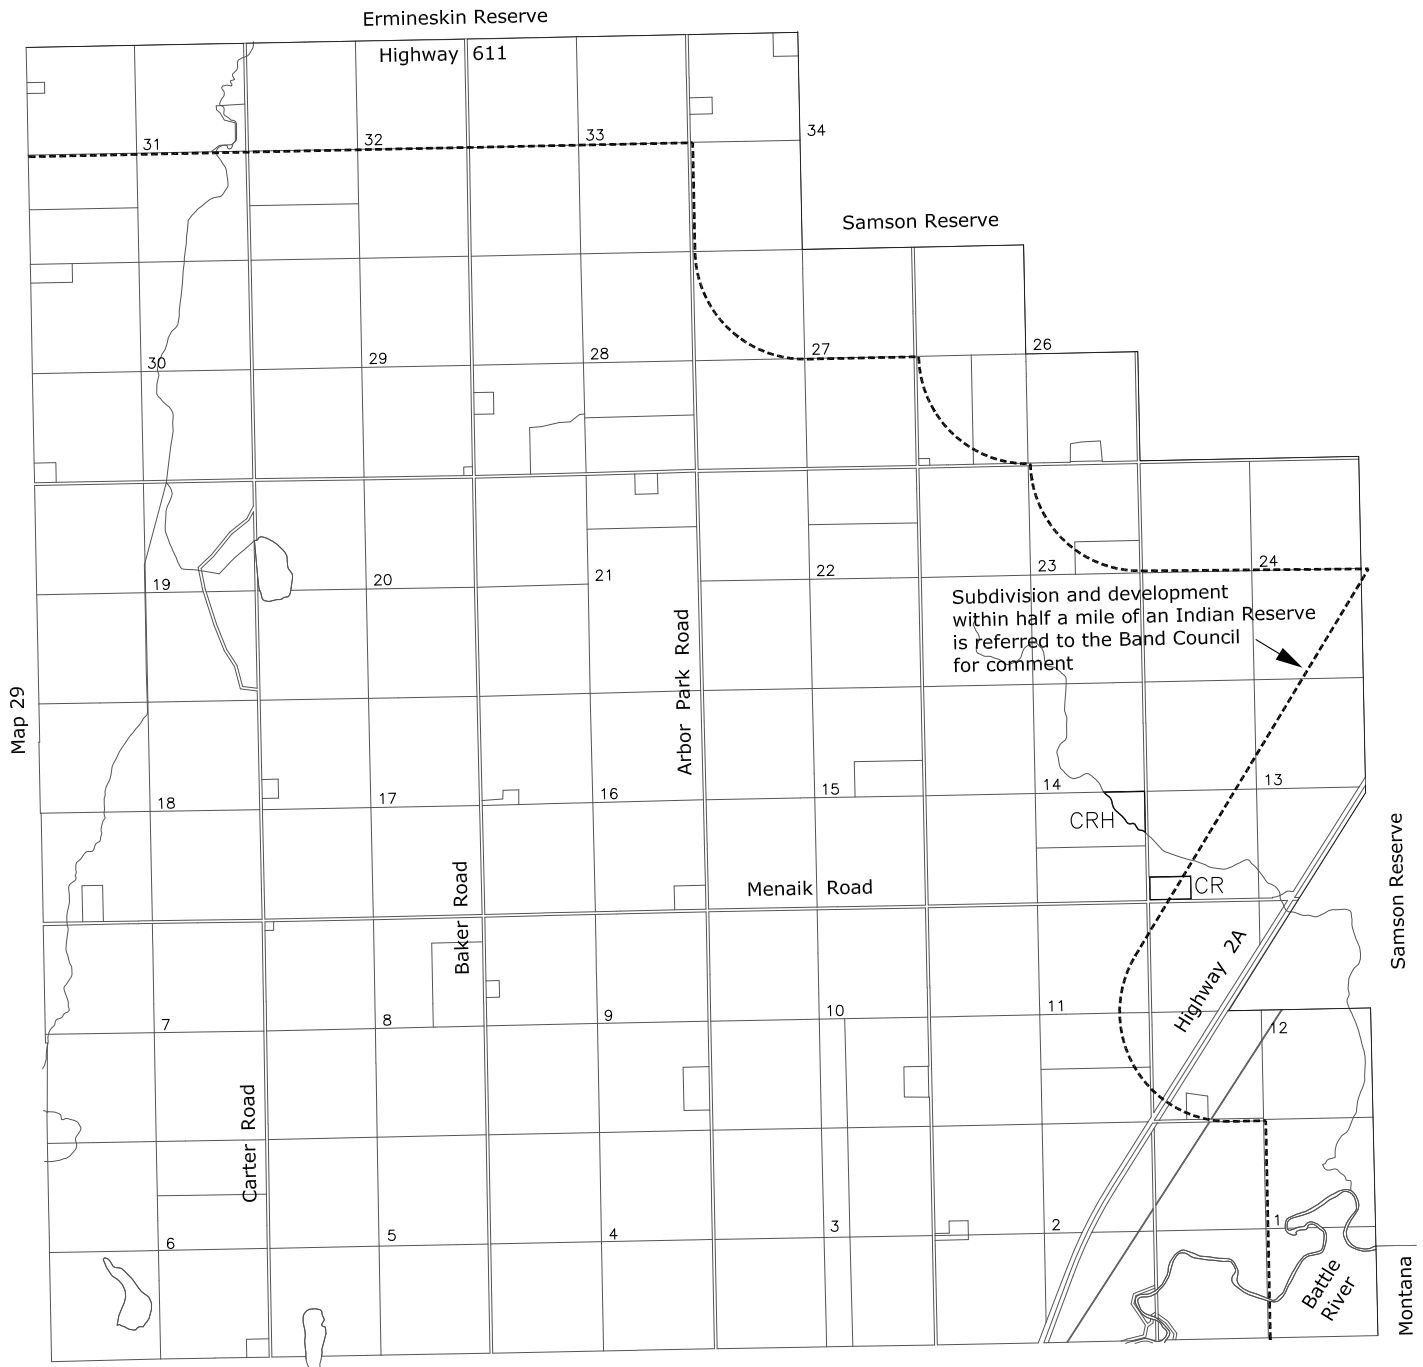 Ermineskin Reserve
Highway 611
31
32
33
34
Samson Reserve
30
29
28
27
26
19
20
21
22
23
24
Subdivision and development
within half a mile of an Indian Reserve
is referred to the Band Council
for comment
Map 29
Arbor Park Road
18
17
16
15
14
13
CRH
CR
Menaik Road
Baker Road
Samson Reserve
Highway 2A
7
8
9
10
11
12
Carter Road
6
5
4
3
2
1
Battle
River
Montana